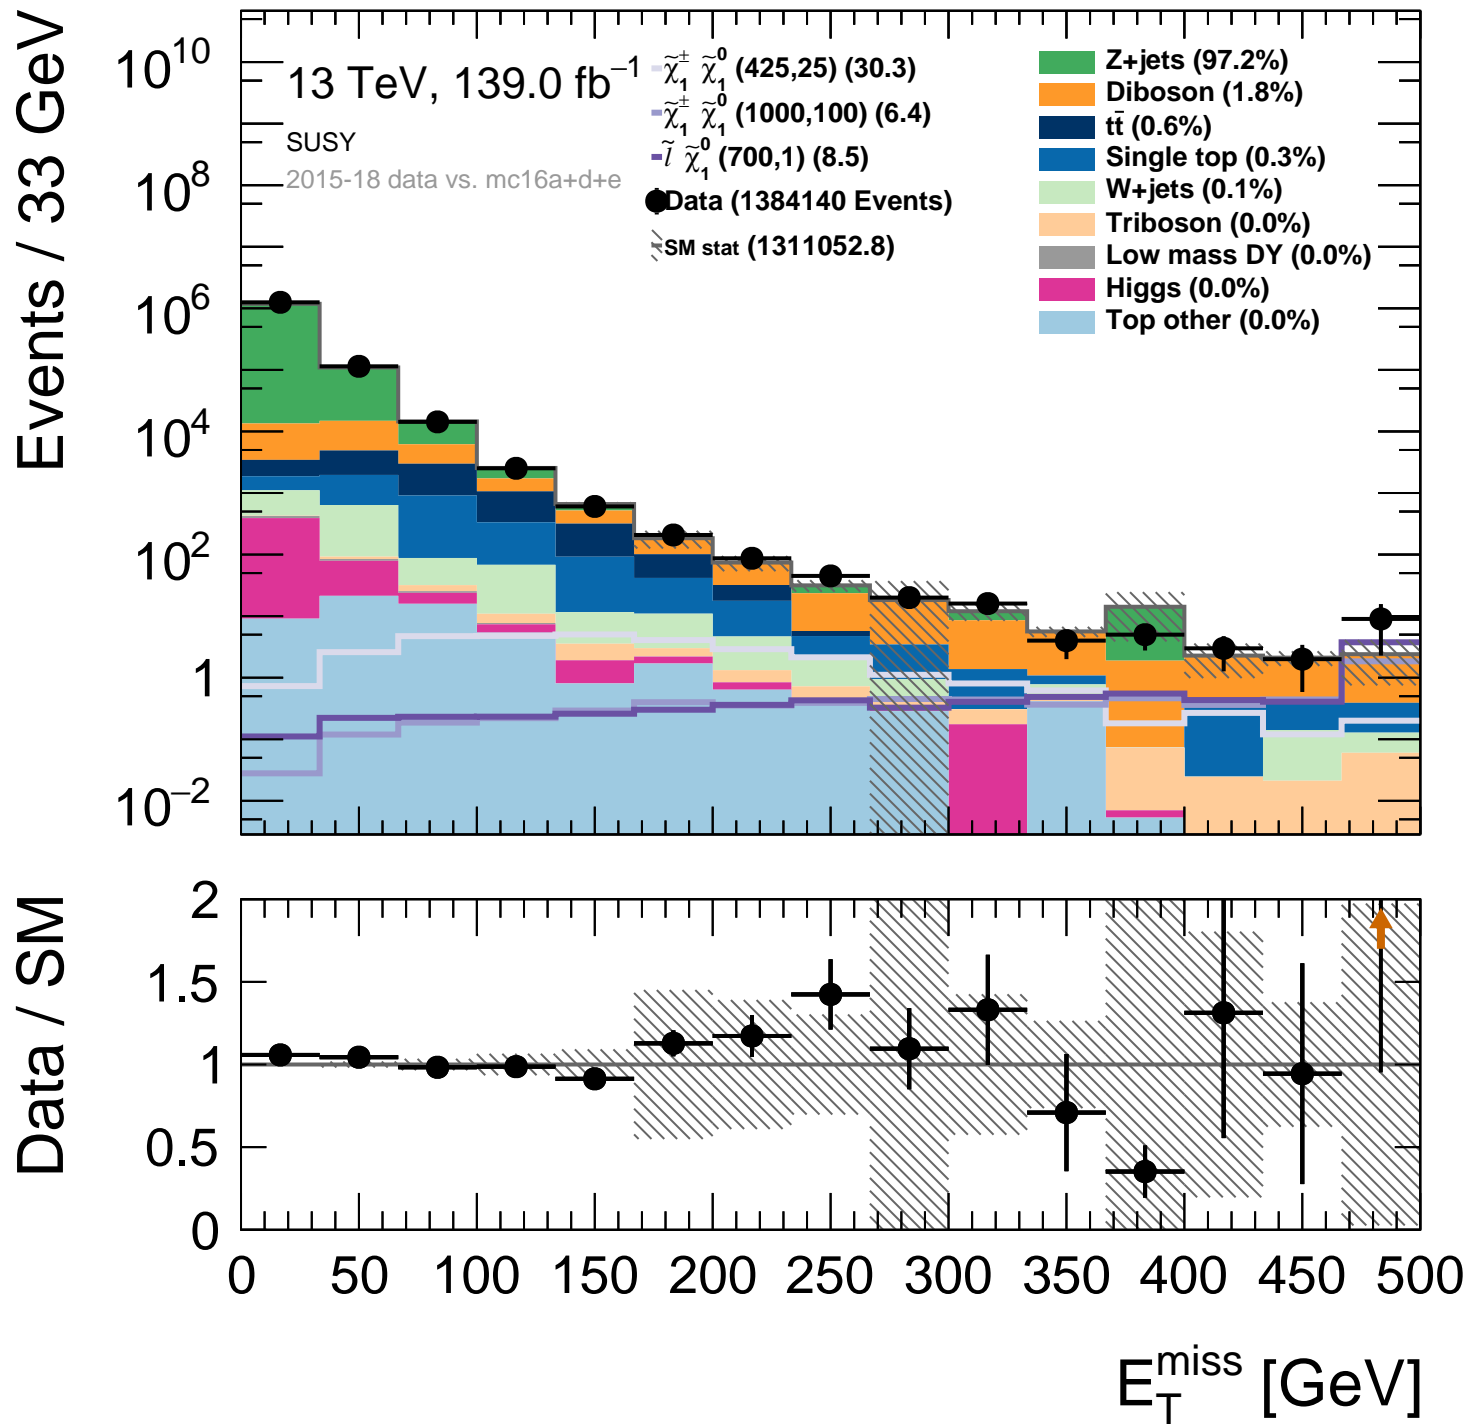 Events / 33 GeV
10¹⁰
10⁸
10⁶
10⁴
10²
1
10⁻²
13 TeV, 139.0 fb⁻¹
SUSY
2015-18 data vs. mc16a+d+e
χ̃₁± χ̃₁⁰ (425,25) (30.3)
χ̃₁± χ̃₁⁰ (1000,100) (6.4)
l̃ χ̃₁⁰ (700,1) (8.5)
Data (1384140 Events)
SM stat (1311052.8)
Z+jets (97.2%)
Diboson (1.8%)
tt̄ (0.6%)
Single top (0.3%)
W+jets (0.1%)
Triboson (0.0%)
Low mass DY (0.0%)
Higgs (0.0%)
Top other (0.0%)
Data / SM
2
1.5
1
0.5
0
0 50 100 150 200 250 300 350 400 450 500
E_T^miss [GeV]